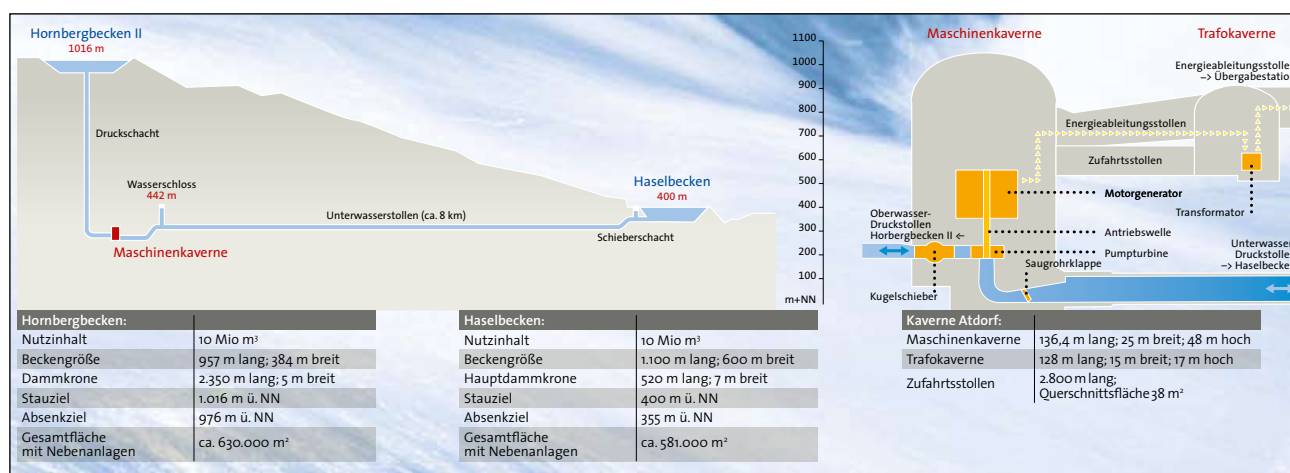 Hornbergbecken II
1016 m
Druckschacht
Wasserschloss
442 m
Maschinenkaverne
Unterwasserstollen (ca. 8 km)
Haselbecken
400 m
Schieberschacht
1100
1000
900
800
700
600
500
400
300
200
100
m+NN
Maschinenkaverne
Trafokaverne
Energieableitungsstollen
–> Übergabestation
Energieableitungsstollen
Zufahrtsstollen
Motorgenerator
Transformator
Oberwasser-
Druckstollen
Horbergbecken II ←
Antriebswelle
Pumpturbine
Saugrohrklappe
Kugelschieber
Unterwasser-
Druckstollen
–> Haselbecken
Hornbergbecken:
Nutzinhalt 10 Mio m³
Beckengröße 957 m lang; 384 m breit
Dammkrone 2.350 m lang; 5 m breit
Stauziel 1.016 m ü. NN
Absenkziel 976 m ü. NN
Gesamtfläche
mit Nebenanlagen ca. 630.000 m²
Haselbecken:
Nutzinhalt 10 Mio m³
Beckengröße 1.100 m lang; 600 m breit
Hauptdammkrone 520 m lang; 7 m breit
Stauziel 400 m ü. NN
Absenkziel 355 m ü. NN
Gesamtfläche
mit Nebenanlagen ca. 581.000 m²
Kaverne Atdorf:
Maschinenkaverne 136,4 m lang; 25 m breit; 48 m hoch
Trafokaverne 128 m lang; 15 m breit; 17 m hoch
Zufahrtsstollen 2.800 m lang;
Querschnittsfläche 38 m²